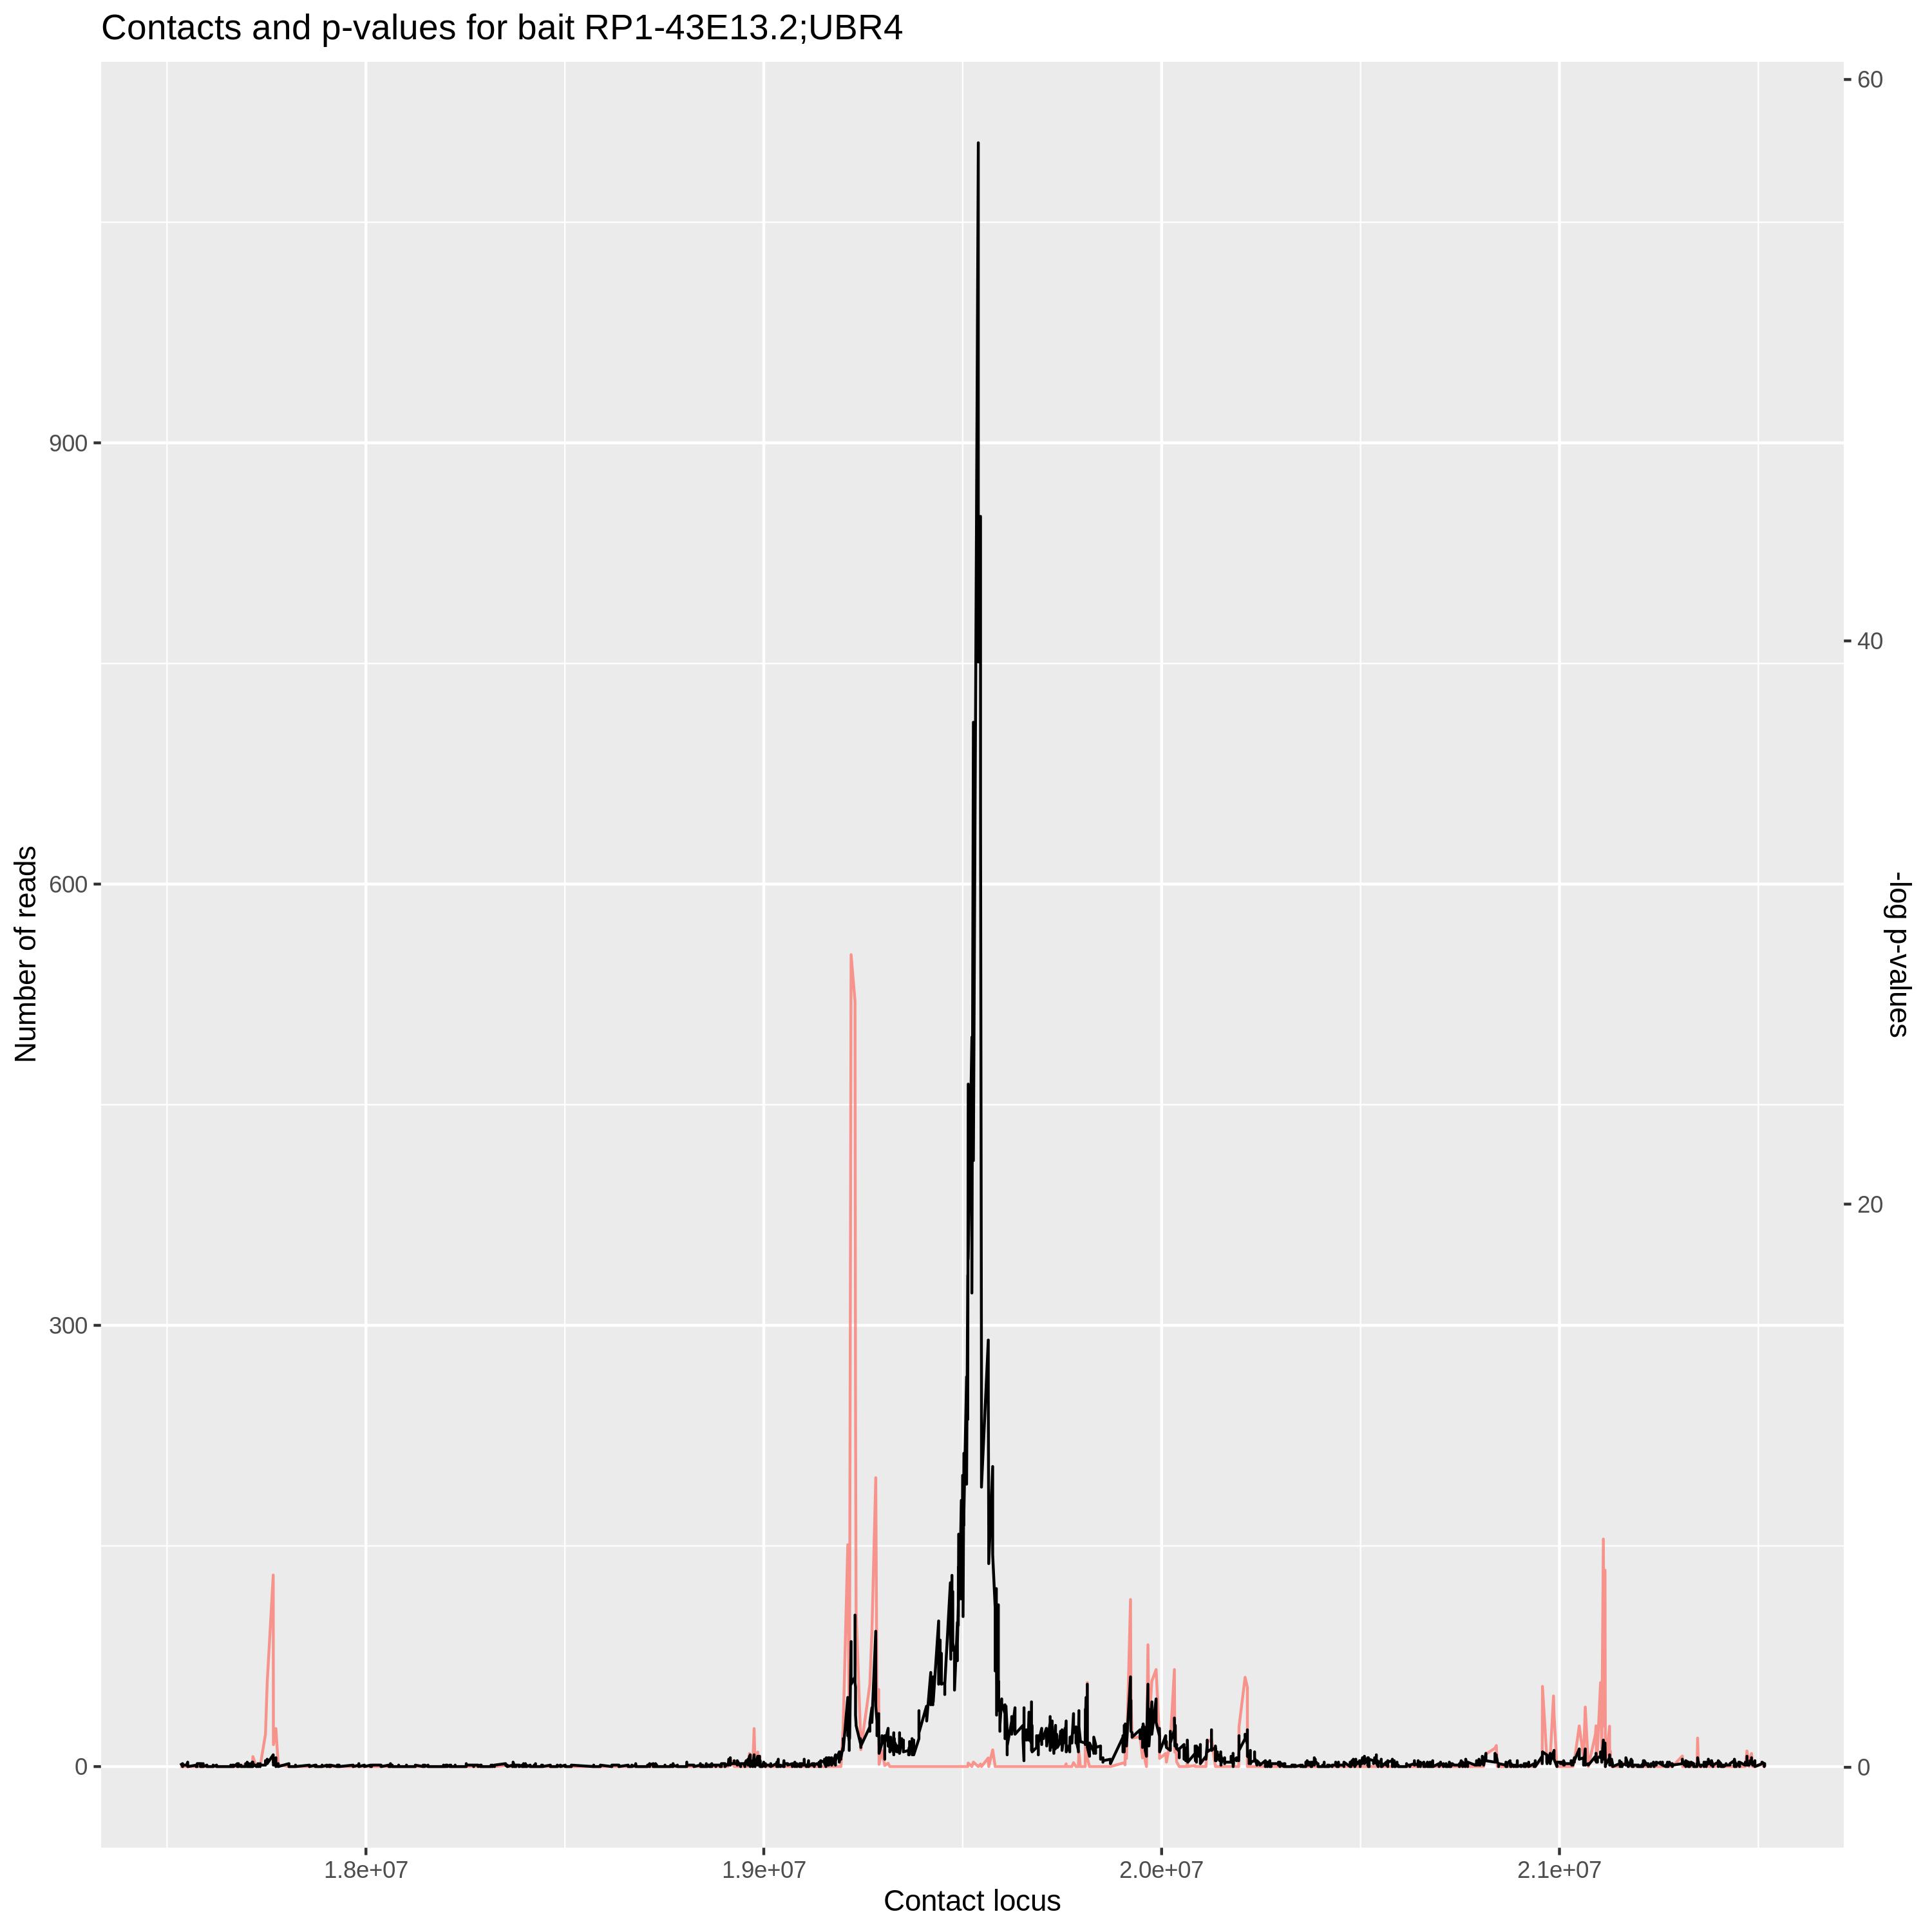 Contacts and p-values for bait RP1-43E13.2;UBR4
60
900
40
Number of reads
600
-log p-values
20
300
0
0
1.8e+07
1.9e+07
2.0e+07
2.1e+07
Contact locus